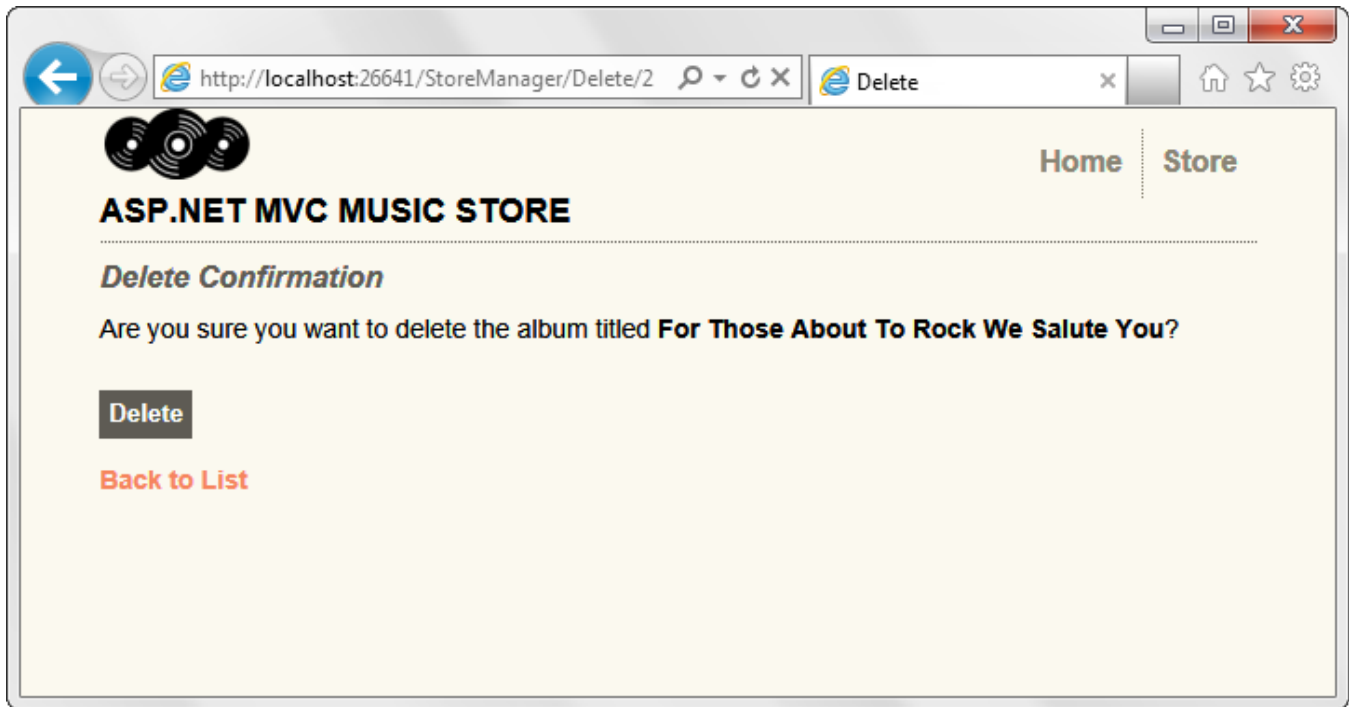 http://localhost:26641/StoreManager/Delete/2
Delete
Home
Store
ASP.NET MVC MUSIC STORE
Delete Confirmation
Are you sure you want to delete the album titled For Those About To Rock We Salute You?
Delete
Back to List